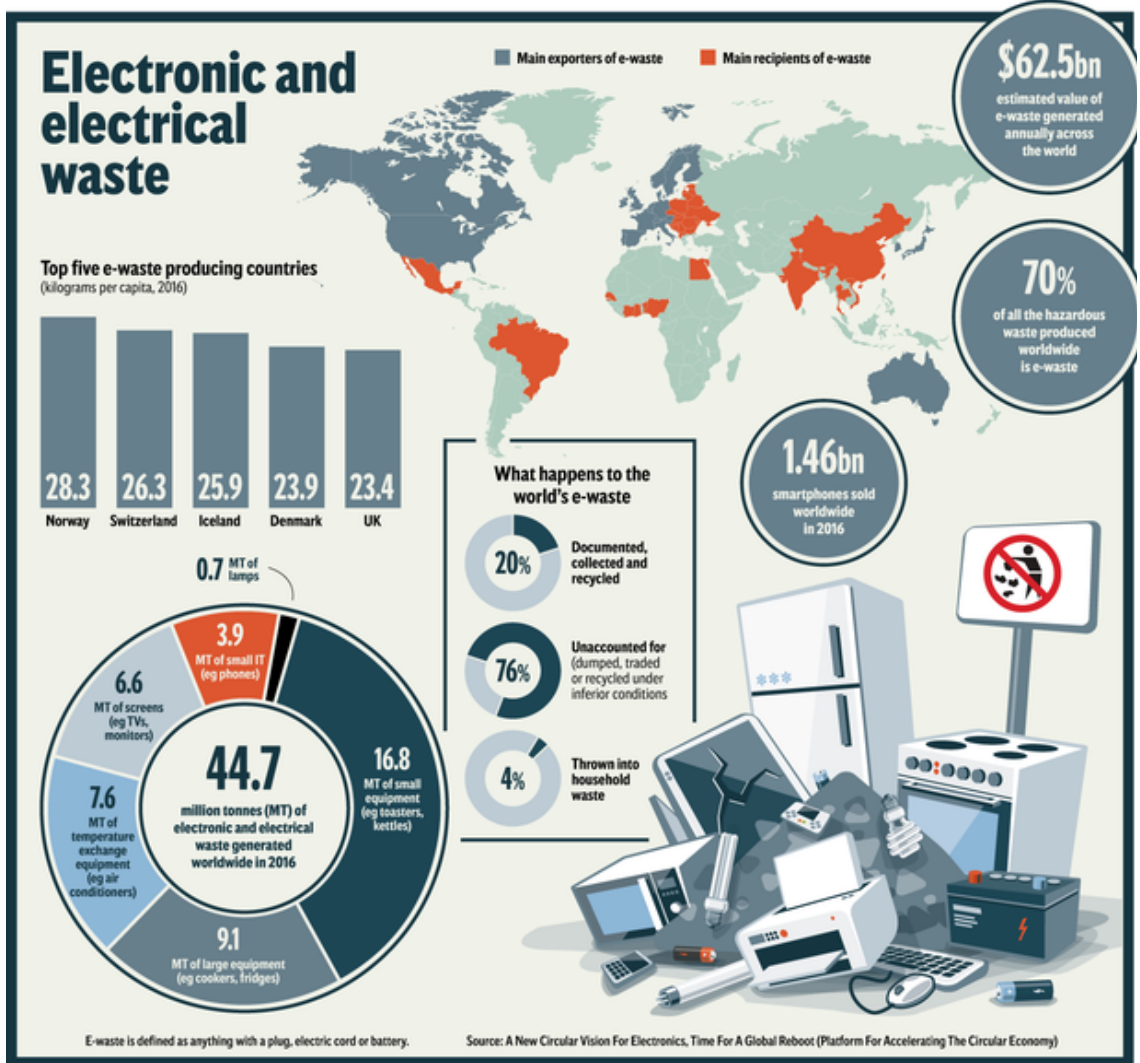 Electronic and
electrical
waste
Main exporters of e-waste
Main recipients of e-waste
$62.5bn
estimated value of
e-waste generated
annually across
the world
70%
of all the hazardous
waste produced
worldwide
is e-waste
Top five e-waste producing countries
(kilograms per capita, 2016)
28.3
26.3
25.9
23.9
23.4
Norway
Switzerland
Iceland
Denmark
UK
1.46bn
smartphones sold
worldwide
in 2016
What happens to the
world's e-waste
20%
Documented,
collected and
recycled
76%
Unaccounted for
(dumped, traded
or recycled under
inferior conditions
4%
Thrown into
household
waste
0.7 MT of
lamps
3.9
MT of small IT
(eg phones)
6.6
MT of screens
(eg TVs,
monitors)
16.8
MT of small
equipment
(eg toasters,
kettles)
44.7
million tonnes (MT) of
electronic and electrical
waste generated
worldwide in 2016
7.6
MT of
temperature
exchange
equipment
(eg air
conditioners)
9.1
MT of large equipment
(eg cookers, fridges)
E-waste is defined as anything with a plug, electric cord or battery.
Source: A New Circular Vision For Electronics, Time For A Global Reboot (Platform For Accelerating The Circular Economy)